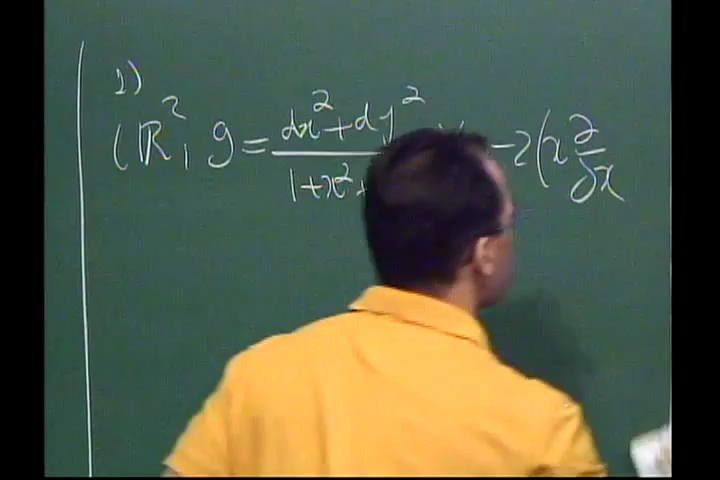 1)
(ℝ², g = (dx² + dy²)/(1 + x² + -2(x ∂/∂x